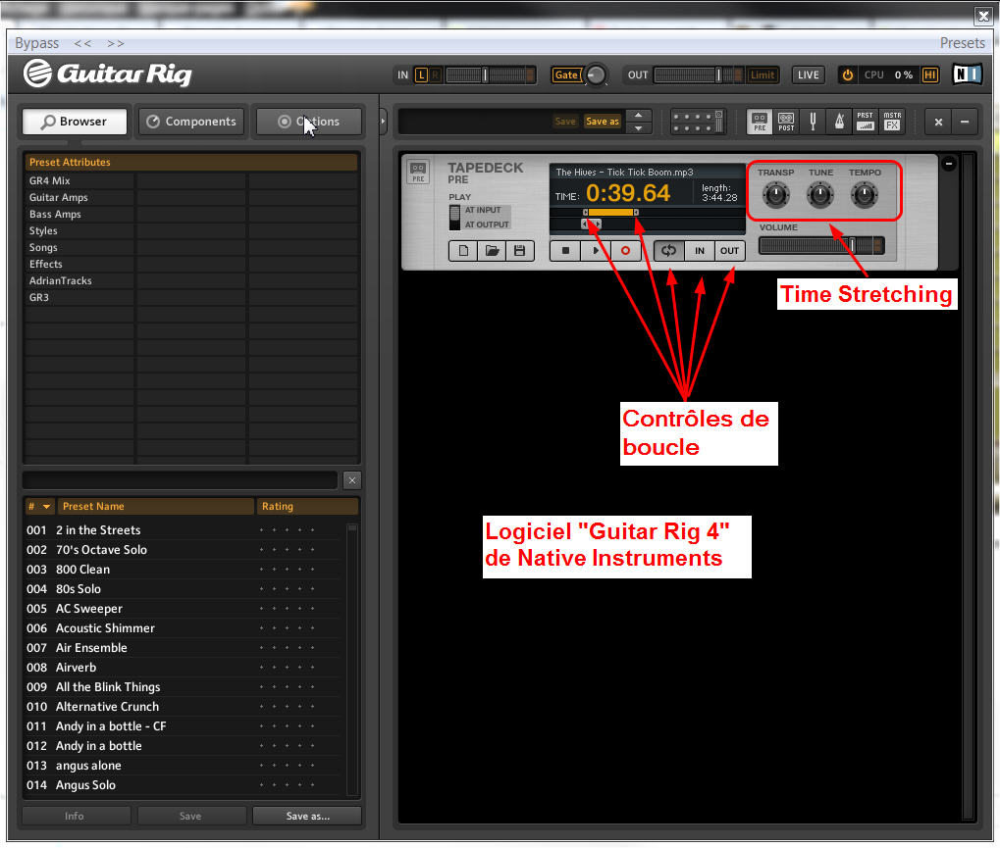 Bypass << >> Presets
Guitar Rig
IN L R Gate OUT Limit LIVE CPU 0 % HI N I
Browser Components Options
Save Save as PRE POST PRST MSTR FX
Preset Attributes
GR4 Mix
Guitar Amps
Bass Amps
Styles
Songs
Effects
AdrianTracks
GR3
PRE
TAPEDECK
PRE
PLAY
AT INPUT
AT OUTPUT
The Hives - Tick Tick Boom.mp3
TIME: 0:39.64 length:
3:44.28
IN OUT
TRANSP TUNE TEMPO
VOLUME
Time Stretching
Contrôles de
boucle
Logiciel "Guitar Rig 4"
de Native Instruments
# Preset Name Rating
001 2 in the Streets
002 70's Octave Solo
003 800 Clean
004 80s Solo
005 AC Sweeper
006 Acoustic Shimmer
007 Air Ensemble
008 Airverb
009 All the Blink Things
010 Alternative Crunch
011 Andy in a bottle - CF
012 Andy in a bottle
013 angus alone
014 Angus Solo
Info Save Save as...